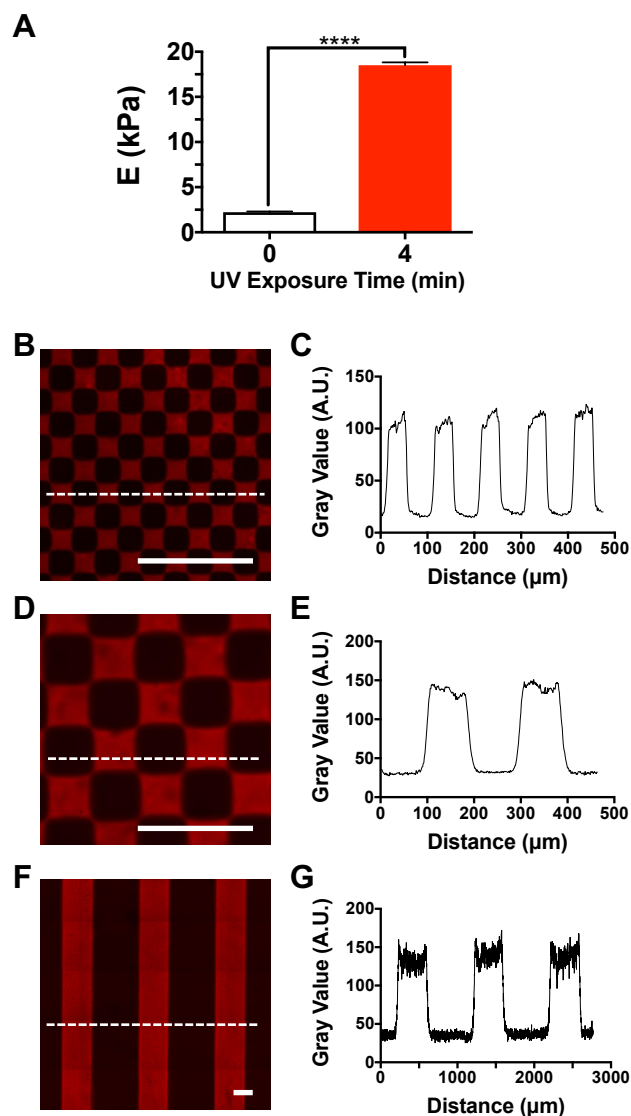 A
****
20
15
10
5
0
E (kPa)
0 4
UV Exposure Time (min)
B
C
150
100
50
0
Gray Value (A.U.)
0 100 200 300 400 500
Distance (µm)
D
E
200
150
100
50
0
Gray Value (A.U.)
0 100 200 300 400 500
Distance (µm)
F
G
200
150
100
50
0
Gray Value (A.U.)
0 1000 2000 3000
Distance (µm)